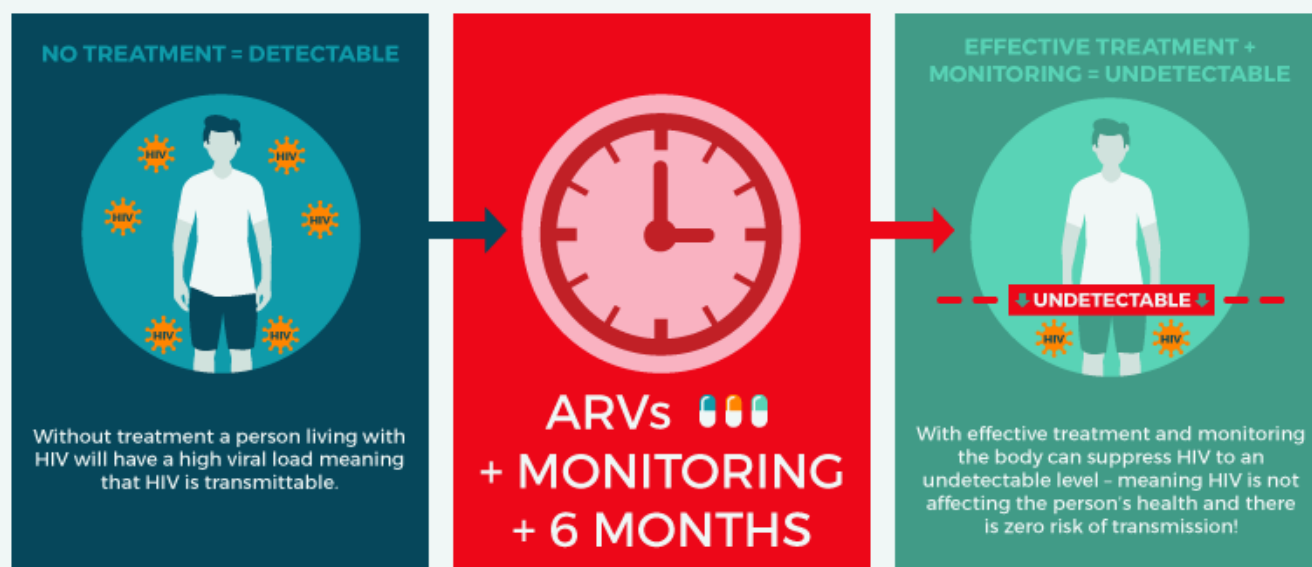 NO TREATMENT = DETECTABLE
HIV
HIV
HIV
HIV
HIV
HIV
Without treatment a person living with
HIV will have a high viral load meaning
that HIV is transmittable.
ARVs
+ MONITORING
+ 6 MONTHS
EFFECTIVE TREATMENT +
MONITORING = UNDETECTABLE
UNDETECTABLE
HIV
HIV
With effective treatment and monitoring
the body can suppress HIV to an
undetectable level – meaning HIV is not
affecting the person's health and there
is zero risk of transmission!